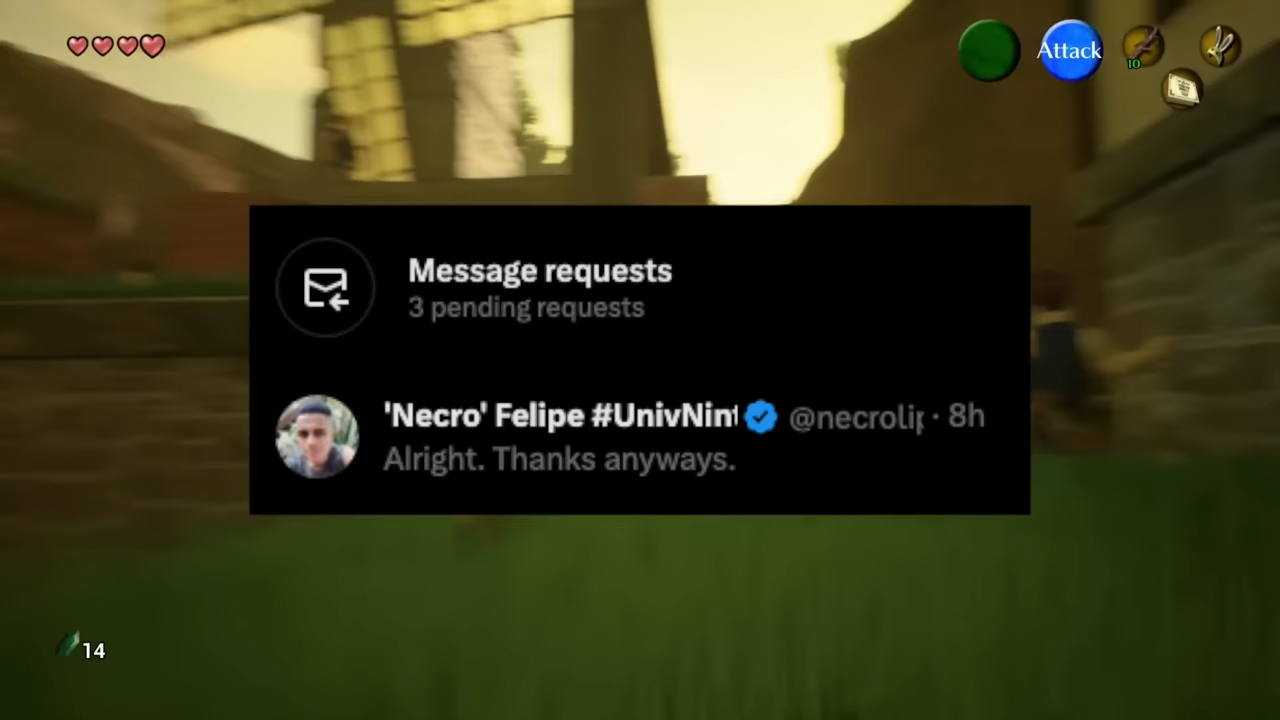 Attack
10
Message requests
3 pending requests
'Necro' Felipe #UnivNint @necrolip · 8h
Alright. Thanks anyways.
14